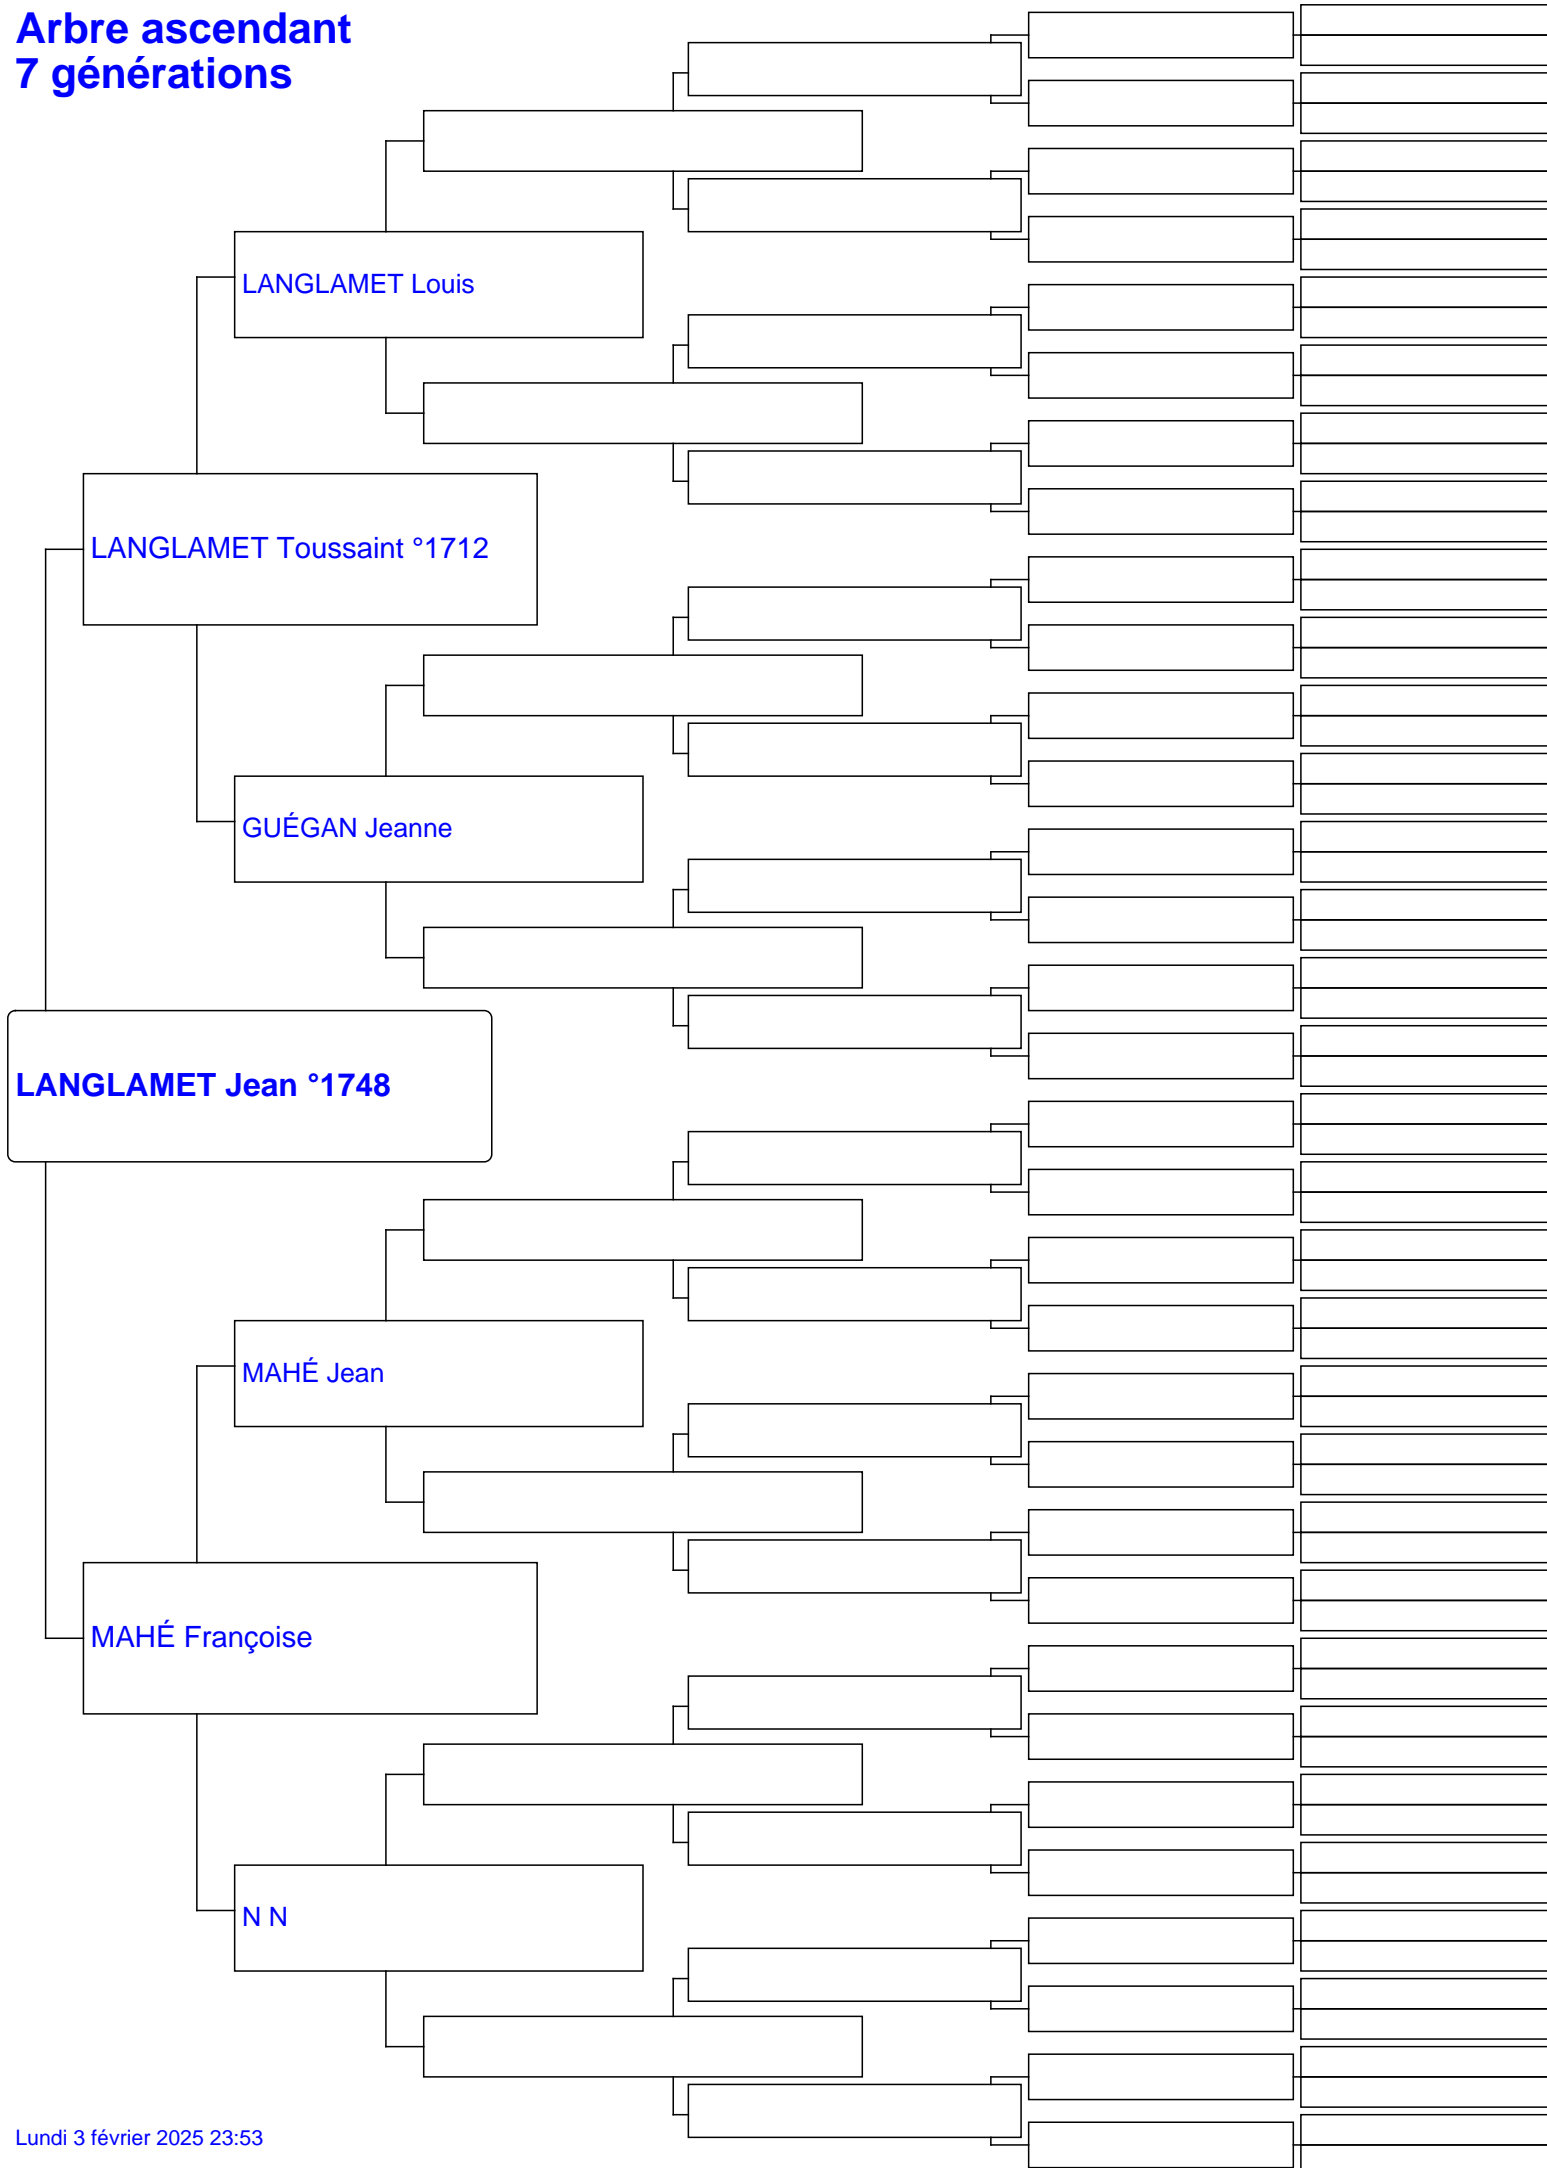 Arbre ascendant
7 générations
LANGLAMET Louis
LANGLAMET Toussaint °1712
GUÉGAN Jeanne
LANGLAMET Jean °1748
MAHÉ Jean
MAHÉ Françoise
N N
Lundi 3 février 2025 23:53